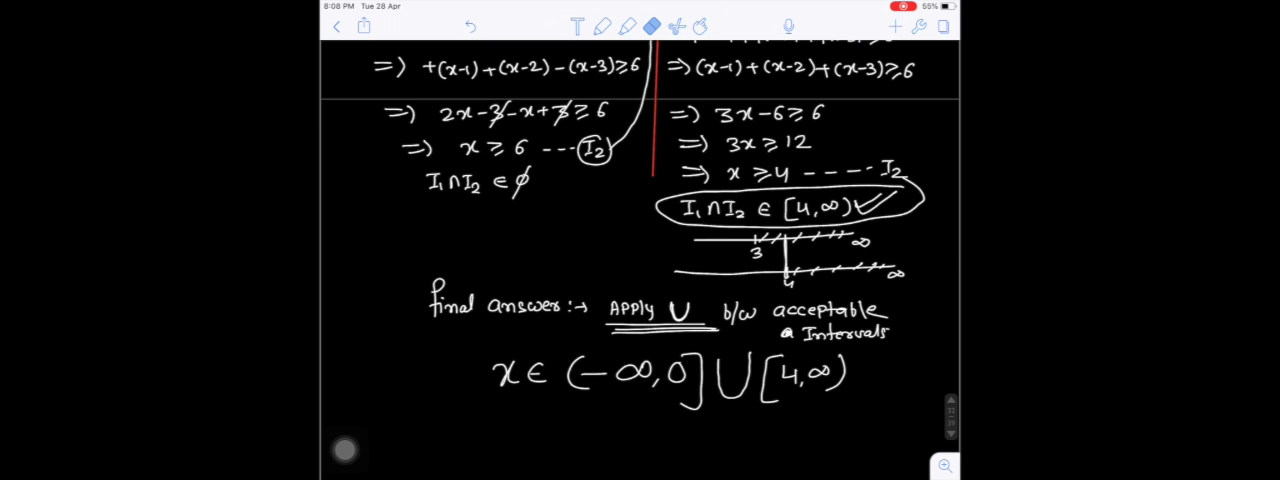 8:08 PM Tue 28 Apr
55%
=> +(x-1)+(x-2)-(x-3)≥6
=> 2x-3-x+3≥6
=> x≥6 ---I₂
I₁∩I₂ ∈ φ
=> (x-1)+(x-2)+(x-3)≥6
=> 3x-6≥6
=> 3x≥12
=> x≥4 ----- I₂
I₁∩I₂ ∈ [4,∞) ✓
3 ∞
4 ∞
final answer:→ APPLY ∪ b/w acceptable
Intervals
x∈ (-∞,0] ∪ [4,∞)